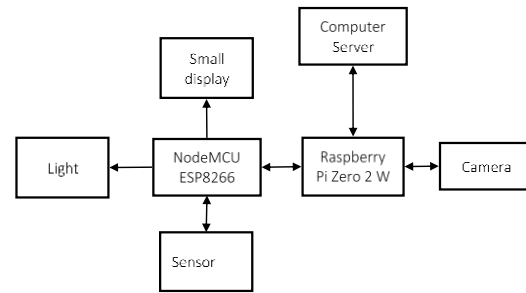 Computer
Server
Small
display
Light
NodeMCU
ESP8266
Raspberry
Pi Zero 2 W
Camera
Sensor